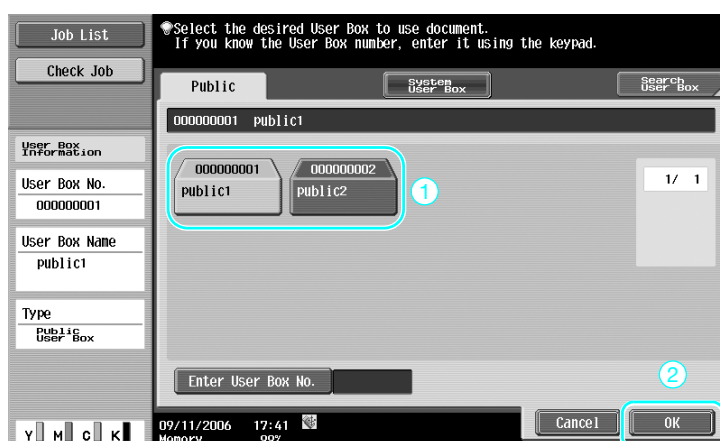 Job List
Check Job
Select the desired User Box to use document.
If you know the User Box number, enter it using the keypad.
Public
System
User Box
Search
User Box
000000001 public1
User Box
Information
User Box No.
000000001
User Box Name
public1
Type
Public
User Box
000000001
public1
000000002
public2
1
1/ 1
Enter User Box No.
2
09/11/2006 17:41
Memory 99%
Cancel
OK
Y M C K